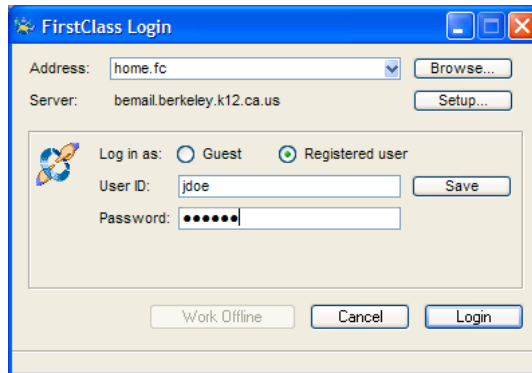 FirstClass Login
Address: home.fc Browse...
Server: bemail.berkeley.k12.ca.us Setup...
Log in as: Guest Registered user
User ID: jdoe Save
Password: ●●●●●●
Work Offline Cancel Login